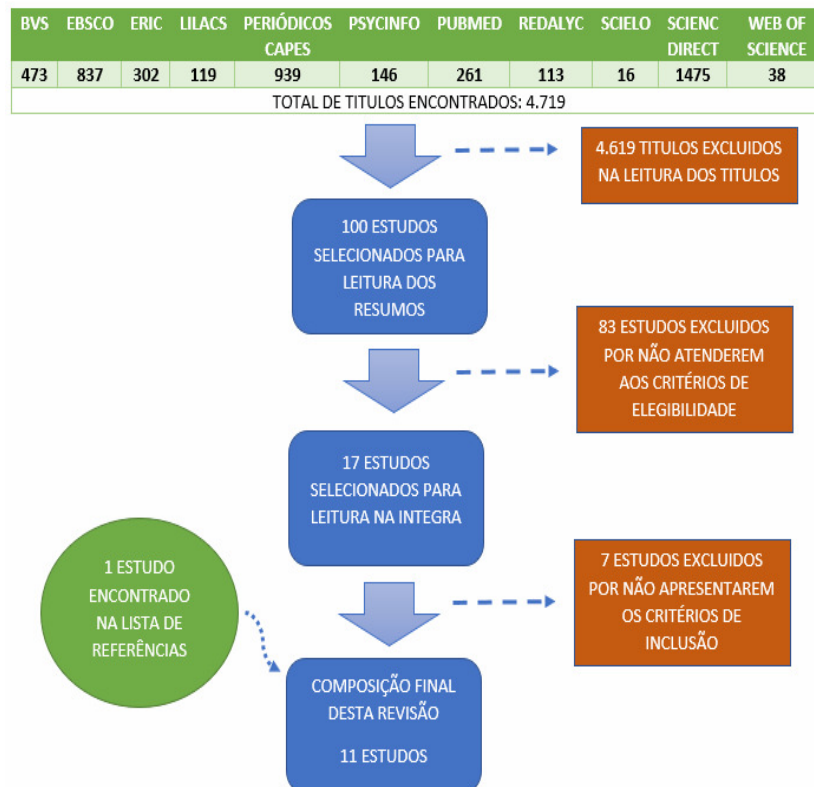 BVS EBSCO ERIC LILACS PERIÓDICOS CAPES PSYCINFO PUBMED REDALYC SCIELO SCIENC DIRECT WEB OF SCIENCE
473 837 302 119 939 146 261 113 16 1475 38
TOTAL DE TITULOS ENCONTRADOS: 4.719
4.619 TITULOS EXCLUIDOS
NA LEITURA DOS TITULOS
100 ESTUDOS
SELECIONADOS PARA
LEITURA DOS
RESUMOS
83 ESTUDOS EXCLUIDOS
POR NÃO ATENDEREM
AOS CRITÉRIOS DE
ELEGIBILIDADE
17 ESTUDOS
SELECIONADOS PARA
LEITURA NA INTEGRA
1 ESTUDO
ENCONTRADO
NA LISTA DE
REFERÊNCIAS
7 ESTUDOS EXCLUIDOS
POR NÃO APRESENTAREM
OS CRITÉRIOS DE
INCLUSÃO
COMPOSIÇÃO FINAL
DESTA REVISÃO
11 ESTUDOS